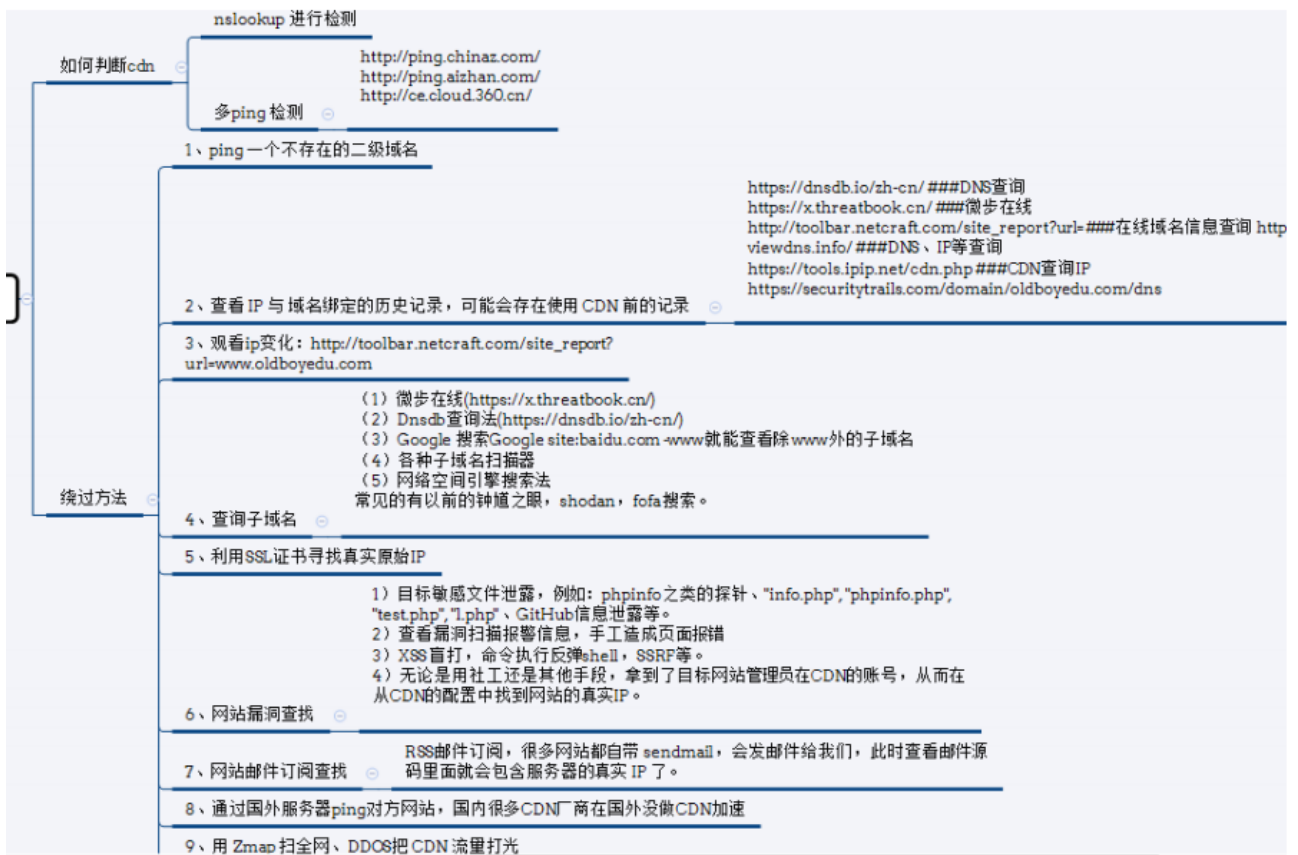 nslookup 进行检测
如何判断cdn
http://ping.chinaz.com/
http://ping.aizhan.com/
http://ce.cloud.360.cn/
多ping 检测
1、ping 一个不存在的二级域名
https://dnsdb.io/zh-cn/ ###DNS查询
https://x.threatbook.cn/ ###微步在线
http://toolbar.netcraft.com/site_report?url= ###在线域名信息查询 http
viewdns.info/ ###DNS、IP等查询
https://tools.ipip.net/cdn.php ###CDN查询IP
https://securitytrails.com/domain/oldboyedu.com/dns
2、查看 IP 与 域名绑定的历史记录，可能会存在使用 CDN 前的记录
3、观看ip变化：http://toolbar.netcraft.com/site_report?
url=www.oldboyedu.com
（1）微步在线(https://x.threatbook.cn/)
（2）Dnsdb查询法(https://dnsdb.io/zh-cn/)
（3）Google 搜索Google site:baidu.com -www就能查看除www外的子域名
（4）各种子域名扫描器
（5）网络空间引擎搜索法
常见的有以前的钟馗之眼，shodan，fofa搜索。
绕过方法
4、查询子域名
5、利用SSL证书寻找真实原始IP
1）目标敏感文件泄露，例如：phpinfo之类的探针、"info.php", "phpinfo.php",
"test.php", "l.php"、GitHub信息泄露等。
2）查看漏洞扫描报警信息，手工造成页面报错
3）XSS盲打，命令执行反弹shell，SSRF等。
4）无论是用社工还是其他手段，拿到了目标网站管理员在CDN的账号，从而在
从CDN的配置中找到网站的真实IP。
6、网站漏洞查找
RSS邮件订阅，很多网站都自带 sendmail，会发邮件给我们，此时查看邮件源
码里面就会包含服务器的真实 IP 了。
7、网站邮件订阅查找
8、通过国外服务器ping对方网站，国内很多CDN厂商在国外没做CDN加速
9、用 Zmap 扫全网、DDOS把 CDN 流量打光